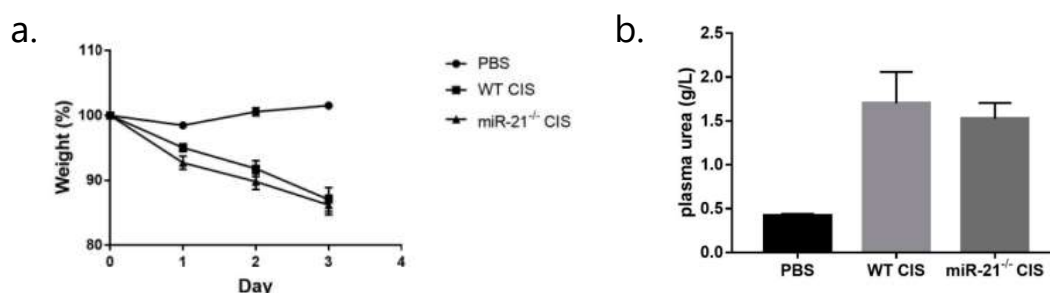 a.
110
100
90
80
Weight (%)
0 1 2 3 4
Day
PBS
WT CIS
miR-21⁻/⁻ CIS
b.
2.5
2.0
1.5
1.0
0.5
0.0
plasma urea (g/L)
PBS WT CIS miR-21⁻/⁻ CIS